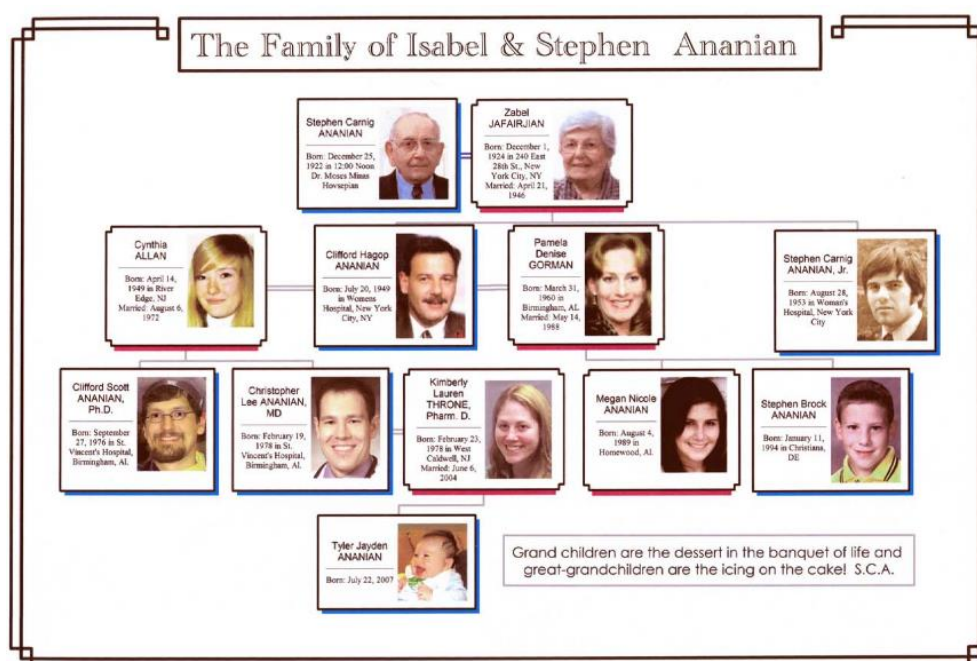 The Family of Isabel & Stephen Ananian
Stephen Carnig
ANANIAN
Born: December 25,
1922 in 12:00 Noon
Dr. Moses Minas
Hovsepian
Zabel
JAFAIRJIAN
Born: December 1,
1924 in 240 East
28th St., New
York City, NY
Married: April 21,
1946
Cynthia
ALLAN
Born: April 14,
1949 in River
Edge, NJ
Married: August 6,
1972
Clifford Hagop
ANANIAN
Born: July 20, 1949
in Womens
Hospital, New York
City, NY
Pamela
Denise
GORMAN
Born: March 31,
1960 in
Birmingham, AL
Married: May 14,
1988
Stephen Carnig
ANANIAN, Jr.
Born: August 28,
1953 in Woman's
Hospital, New York
City
Clifford Scott
ANANIAN,
Ph.D.
Born: September
27, 1976 in St.
Vincent's Hospital,
Birmingham, Al.
Christopher
Lee ANANIAN,
MD
Born: February 19,
1978 in St.
Vincent's Hospital,
Birmingham, Al.
Kimberly
Lauren
THRONE,
Pharm. D.
Born: February 23,
1978 in West
Caldwell, NJ
Married: June 6,
2004
Megan Nicole
ANANIAN
Born: August 4,
1989 in
Homewood, Al.
Stephen Brock
ANANIAN
Born: January 11,
1994 in Christiana,
DE
Tyler Jayden
ANANIAN
Born: July 22, 2007
Grand children are the dessert in the banquet of life and
great-grandchildren are the icing on the cake! S.C.A.